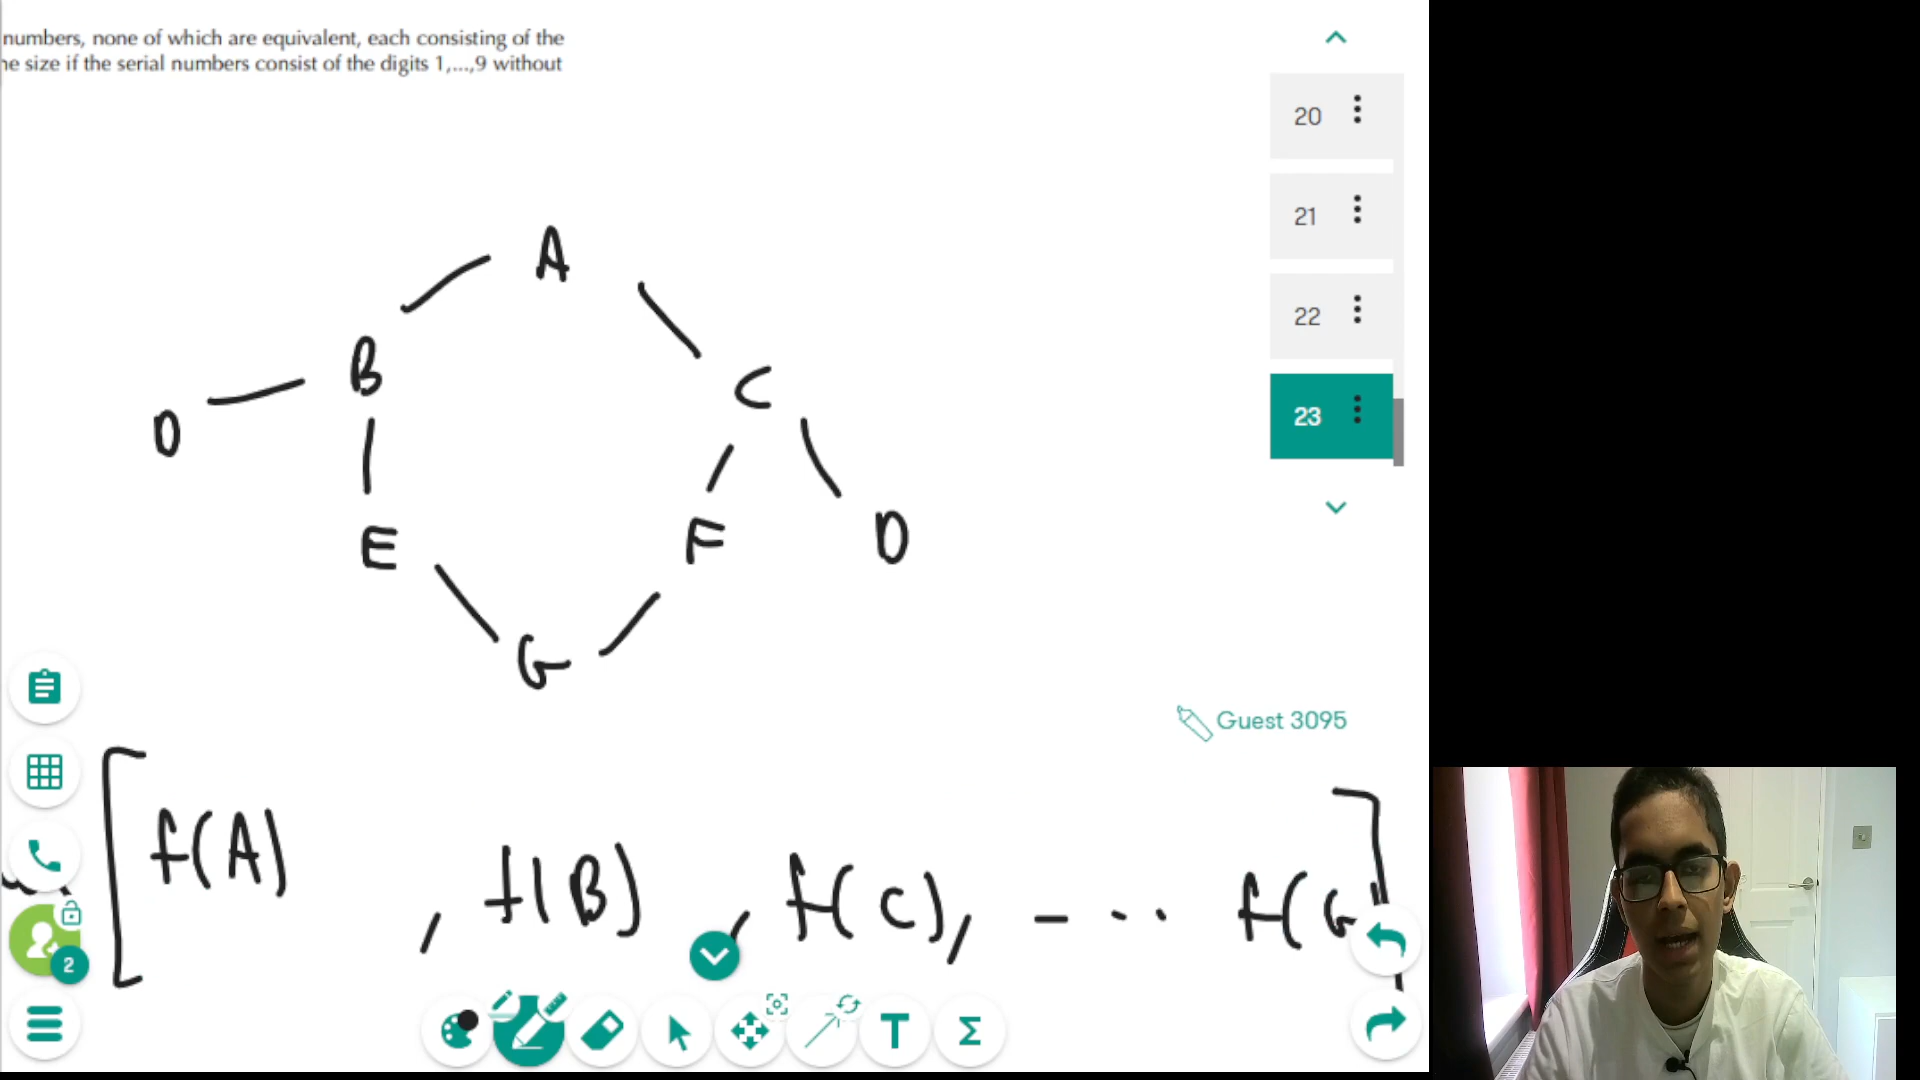 numbers, none of which are equivalent, each consisting of the
ne size if the serial numbers consist of the digits 1,...,9 without
20
21
22
23
A
B
C
D
E
F
D
G
Guest 3095
[f(A) , f(B) , f(C), - - - f(G)]
2
T
Σ